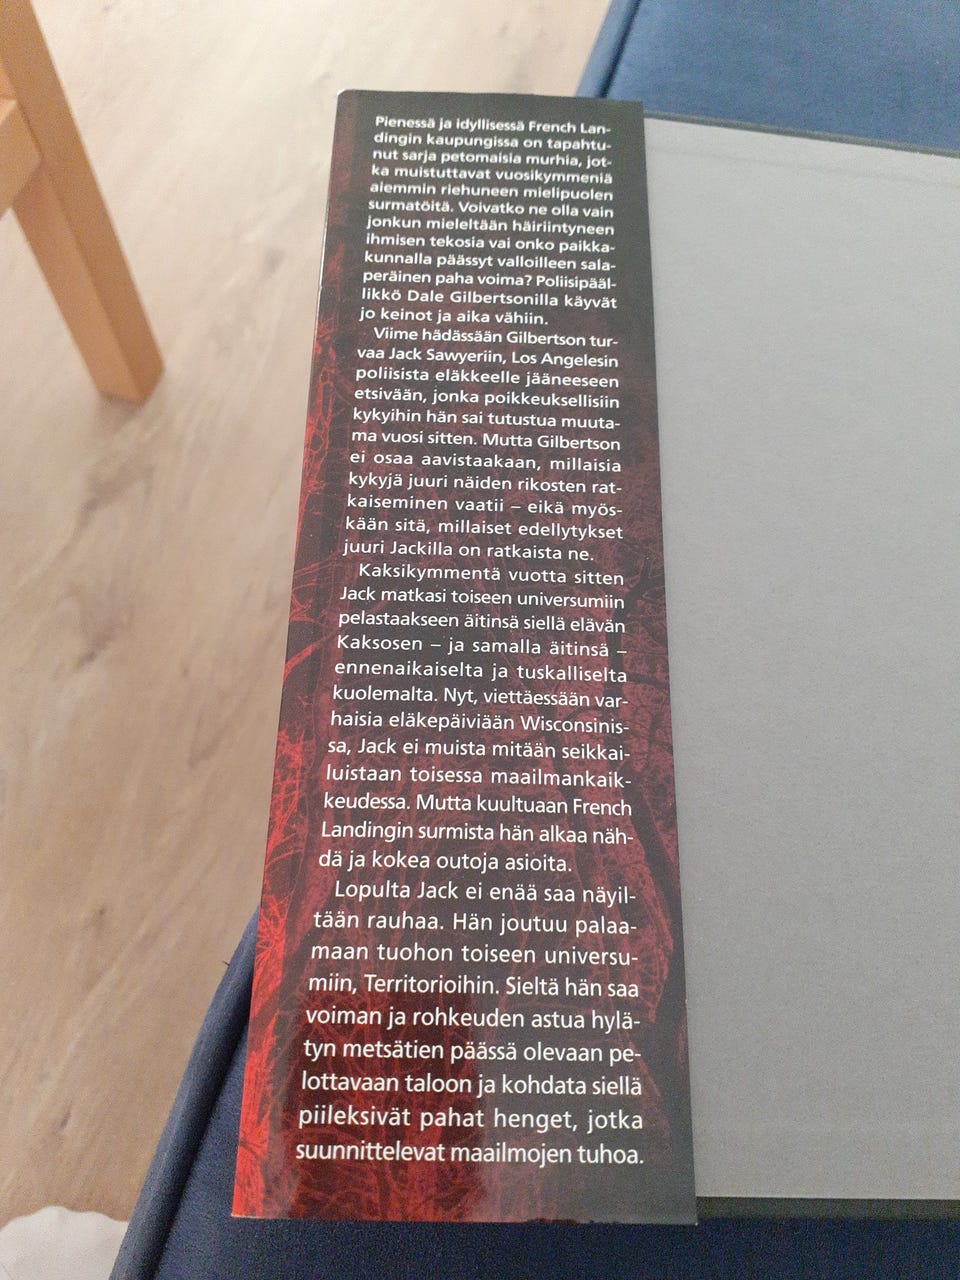 Pienessä ja idyllisessä French Lan-
dingin kaupungissa on tapahtu-
nut sarja petomaisia murhia, jot-
ka muistuttavat vuosikymmeniä
aiemmin riehuneen mielipuolen
surmatöitä. Voivatko ne olla vain
jonkun mieleltään häiriintyneen
ihmisen tekosia vai onko paikka-
kunnalla päässyt valloilleen sala-
peräinen paha voima? Poliisipääl-
likkö Dale Gilbertsonilla käyvät
jo keinot ja aika vähiin.
Viime hädässään Gilbertson tur-
vaa Jack Sawyeriin, Los Angelesin
poliisista eläkkeelle jääneeseen
etsivään, jonka poikkeuksellisiin
kykyihin hän sai tutustua muuta-
ma vuosi sitten. Mutta Gilbertson
ei osaa aavistaakaan, millaisia
kykyjä juuri näiden rikosten rat-
kaiseminen vaatii – eikä myös-
kään sitä, millaiset edellytykset
juuri Jackilla on ratkaista ne.
Kaksikymmentä vuotta sitten
Jack matkasi toiseen universumiin
pelastaakseen äitinsä siellä elävän
Kaksosen – ja samalla äitinsä –
ennenaikaiselta ja tuskalliselta
kuolemalta. Nyt, viettäessään var-
haisia eläkepäiviään Wisconsinis-
sa, Jack ei muista mitään seikkai-
luistaan toisessa maailmankaik-
keudessa. Mutta kuultuaan French
Landingin surmista hän alkaa näh-
dä ja kokea outoja asioita.
Lopulta Jack ei enää saa näyil-
tään rauhaa. Hän joutuu palaa-
maan tuohon toiseen universu-
miin, Territorioihin. Sieltä hän saa
voiman ja rohkeuden astua hylä-
tyn metsätien päässä olevaan pe-
lottavaan taloon ja kohdata siellä
piileksivät pahat henget, jotka
suunnittelevat maailmojen tuhoa.